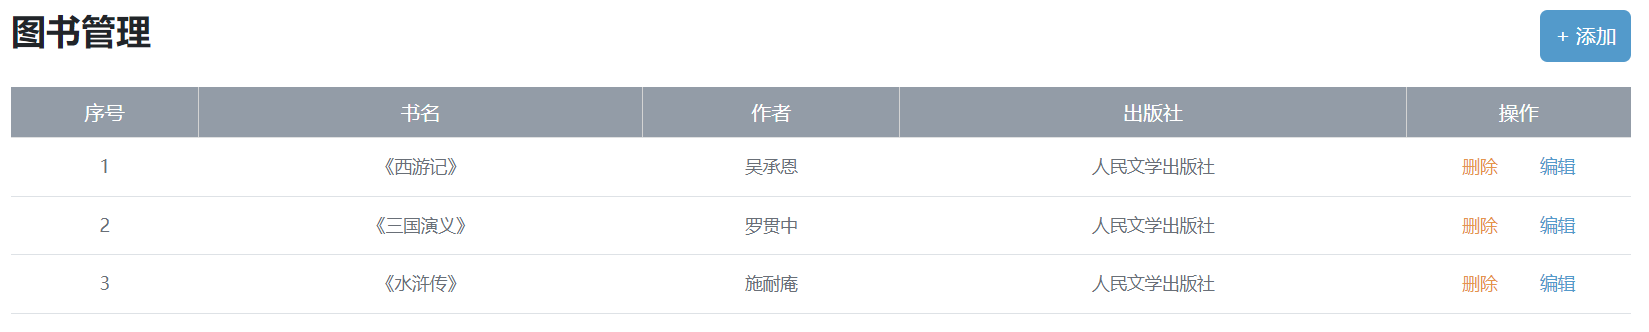 图书管理
+ 添加
序号 书名 作者 出版社 操作
1 《西游记》 吴承恩 人民文学出版社 删除 编辑
2 《三国演义》 罗贯中 人民文学出版社 删除 编辑
3 《水浒传》 施耐庵 人民文学出版社 删除 编辑